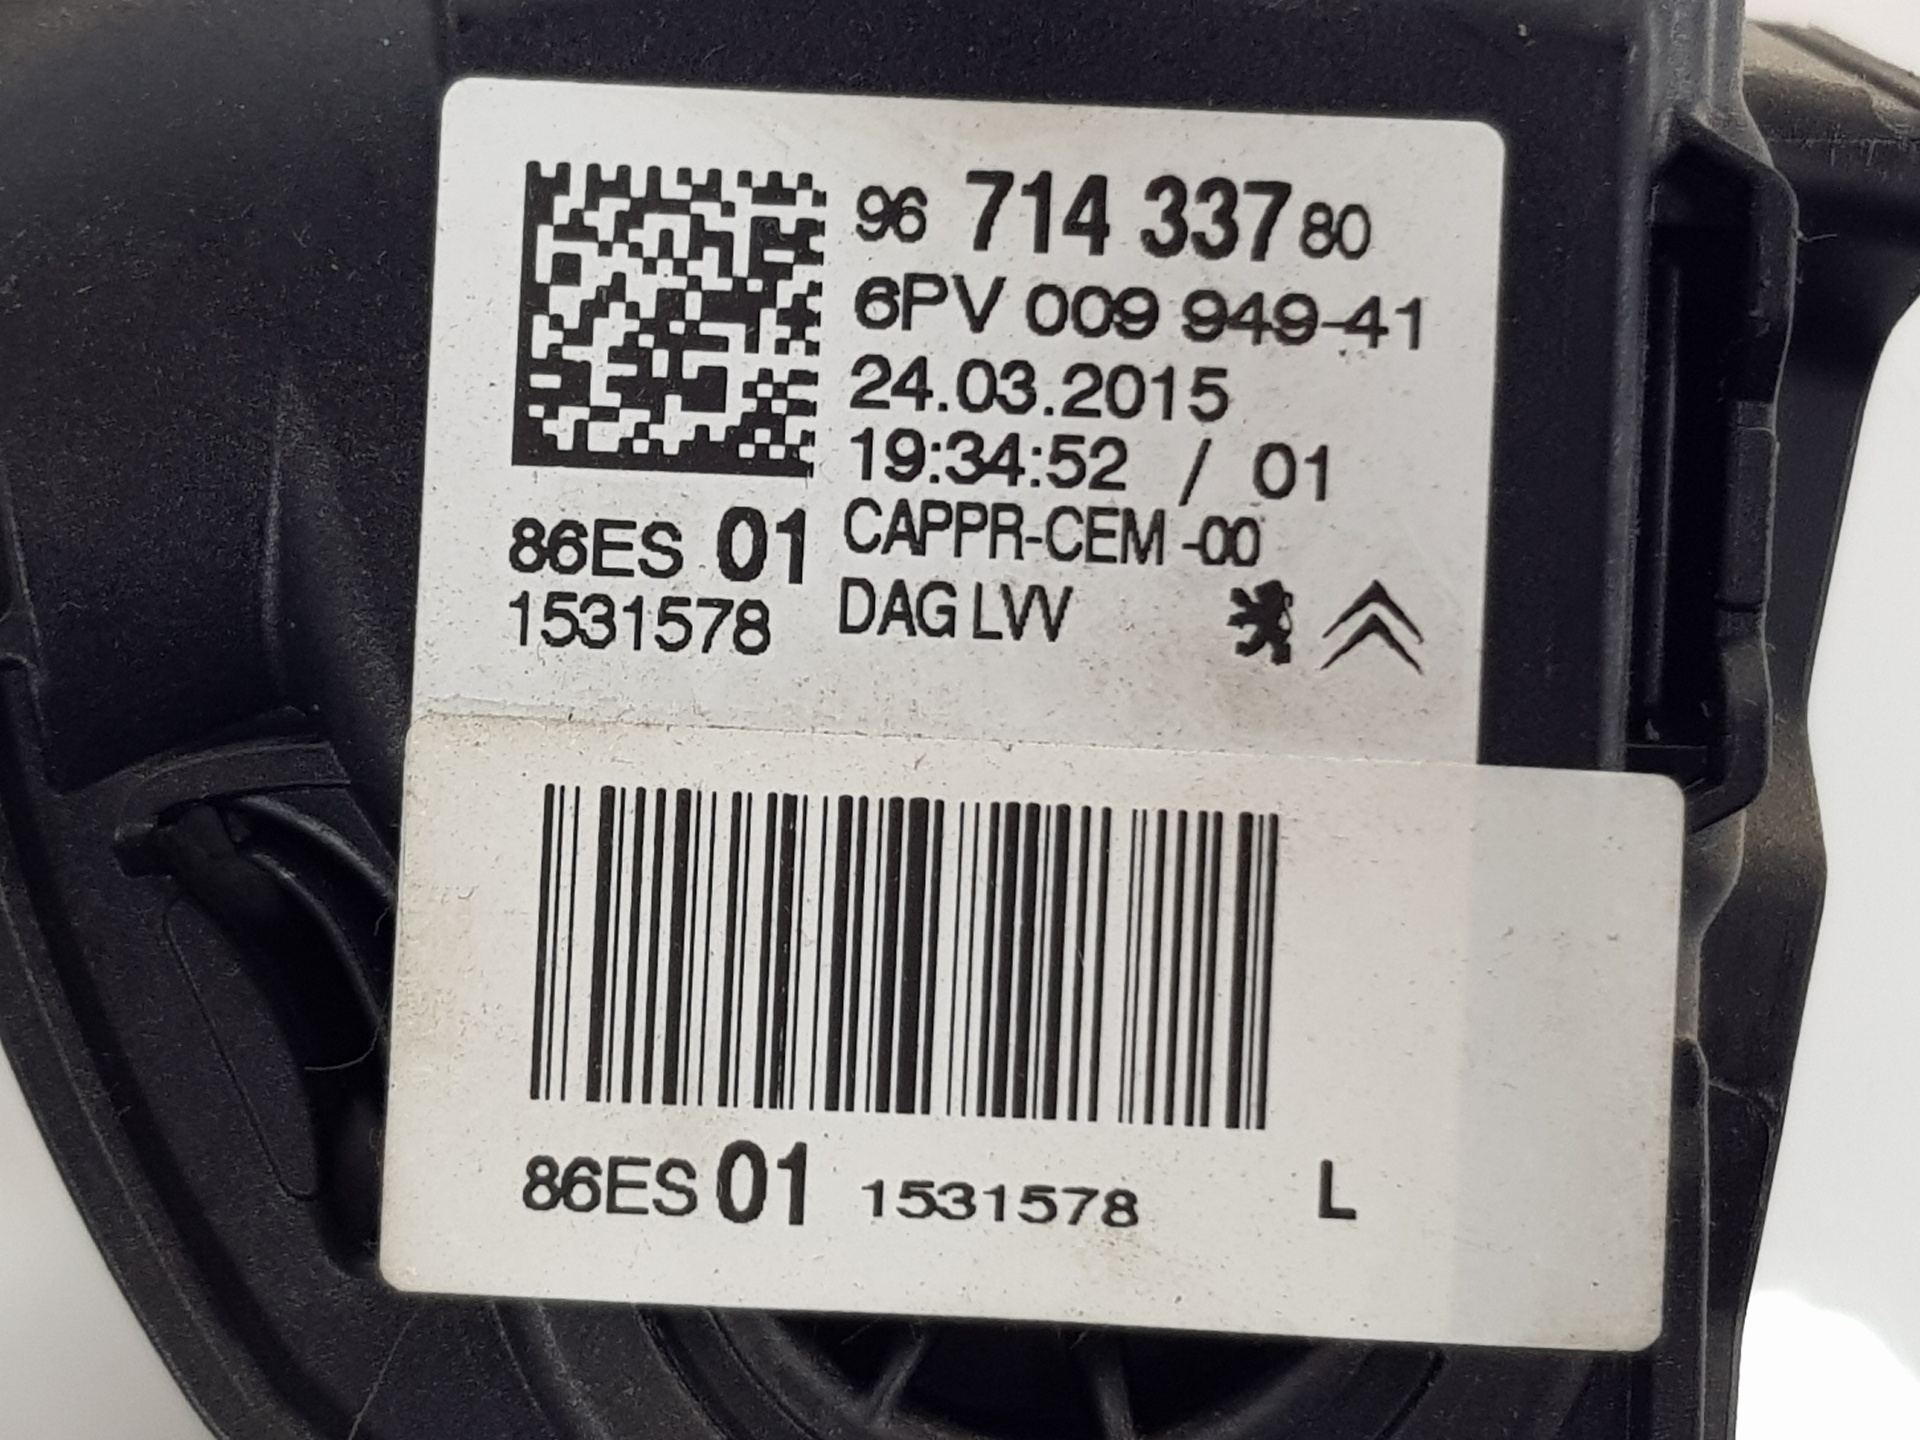 96 714 337 80
6PV 009 949-41
24.03.2015
19:34:52 / 01
86ES 01 CAPPR-CEM -00
1531578 DAG LVV
86ES 01 1531578 L